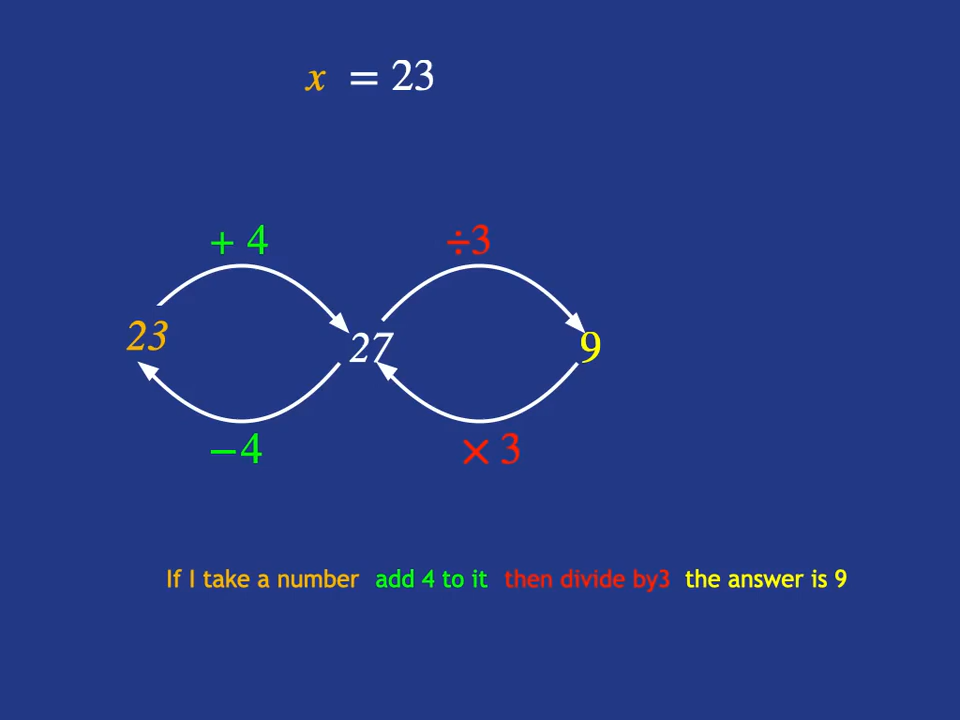 x = 23
+ 4 ÷3
23 27 9
−4 × 3
If I take a number add 4 to it then divide by3 the answer is 9